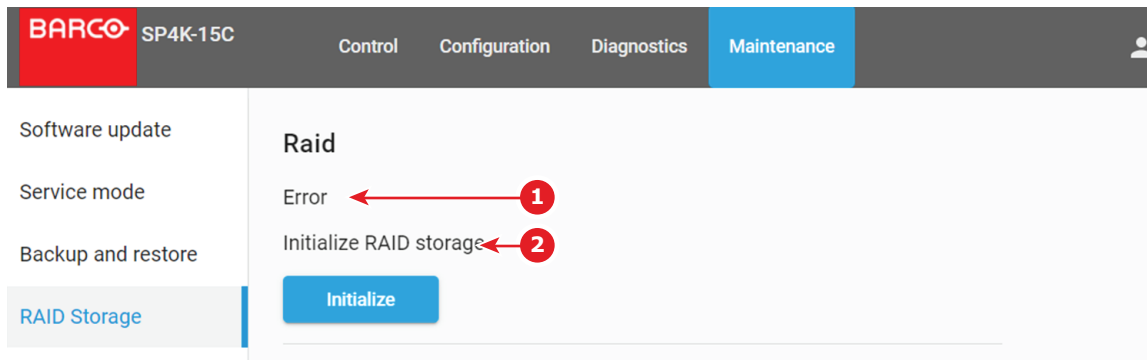 BARCO SP4K-15C
Control Configuration Diagnostics Maintenance
Software update
Service mode
Backup and restore
RAID Storage
Raid
Error 1
Initialize RAID storage 2
Initialize